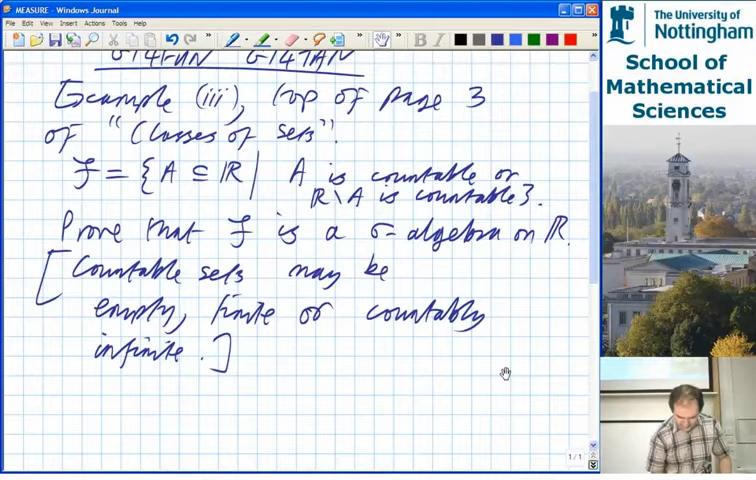 MEASURE - Windows Journal
File Edit View Insert Actions Tools Help
B I
G14FUN G14TAN
Example (iii), top of page 3
of "Classes of sets".
F = { A ⊆ ℝ | A is countable or
ℝ \ A is countable }.
Prove that F is a σ-algebra on ℝ.
[Countable sets may be
empty, finite or countably
infinite.]
1/1
The University of
Nottingham
School of
Mathematical
Sciences